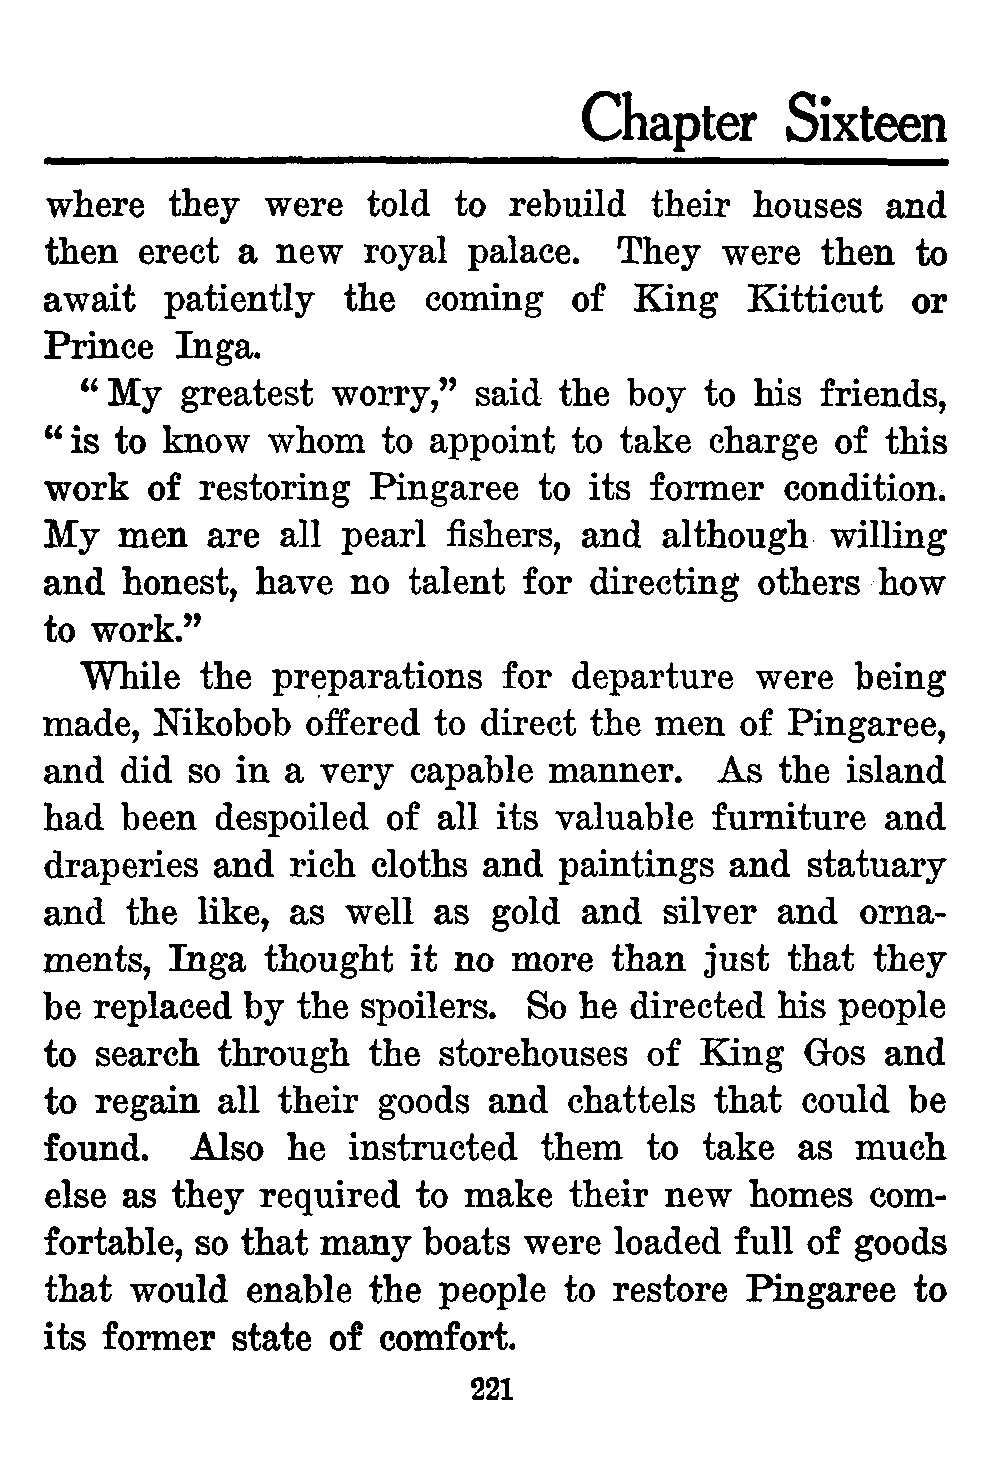 Chapter Sixteen
where they were told to rebuild their houses and
then erect a new royal palace. They were then to
await patiently the coming of King Kitticut or
Prince Inga.
“My greatest worry,” said the boy to his friends,
“is to know whom to appoint to take charge of this
work of restoring Pingaree to its former condition.
My men are all pearl fishers, and although willing
and honest, have no talent for directing others how
to work.”
While the preparations for departure were being
made, Nikobob offered to direct the men of Pingaree,
and did so in a very capable manner. As the island
had been despoiled of all its valuable furniture and
draperies and rich cloths and paintings and statuary
and the like, as well as gold and silver and orna-
ments, Inga thought it no more than just that they
be replaced by the spoilers. So he directed his people
to search through the storehouses of King Gos and
to regain all their goods and chattels that could be
found. Also he instructed them to take as much
else as they required to make their new homes com-
fortable, so that many boats were loaded full of goods
that would enable the people to restore Pingaree to
its former state of comfort.
221